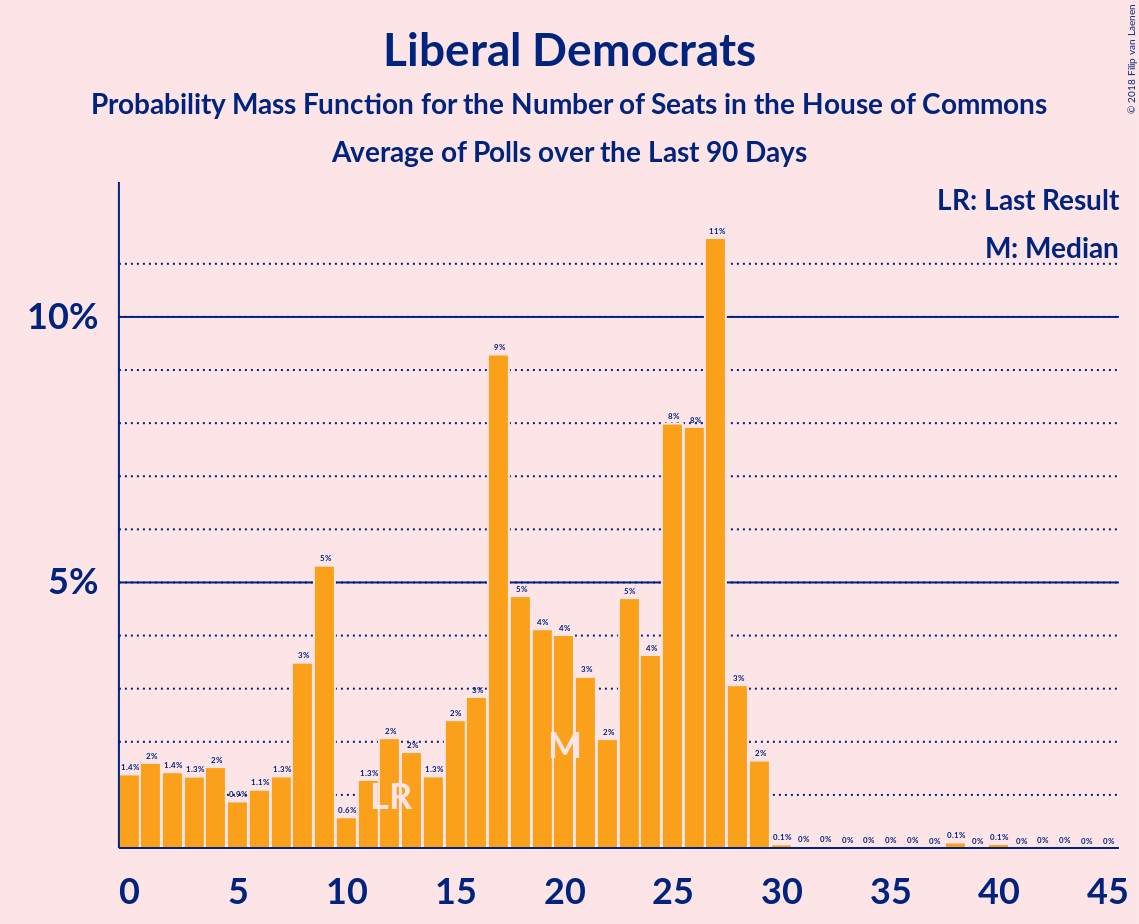 Liberal Democrats
Probability Mass Function for the Number of Seats in the House of Commons
Average of Polls over the Last 90 Days
© 2018 Filip van Laenen
LR: Last Result
M: Median
10%
5%
1.4% 2% 1.4% 1.3% 2% 0.9% 1.1% 1.3% 3% 5% 0.6% 1.3% 2% 2% 1.3% 2% 3% 9% 5% 4% 4% 3% 2% 5% 4% 8% 8% 11% 3% 2% 0.1% 0% 0% 0% 0% 0% 0% 0% 0.1% 0% 0.1% 0% 0% 0% 0% 0%
LR M
0 5 10 15 20 25 30 35 40 45